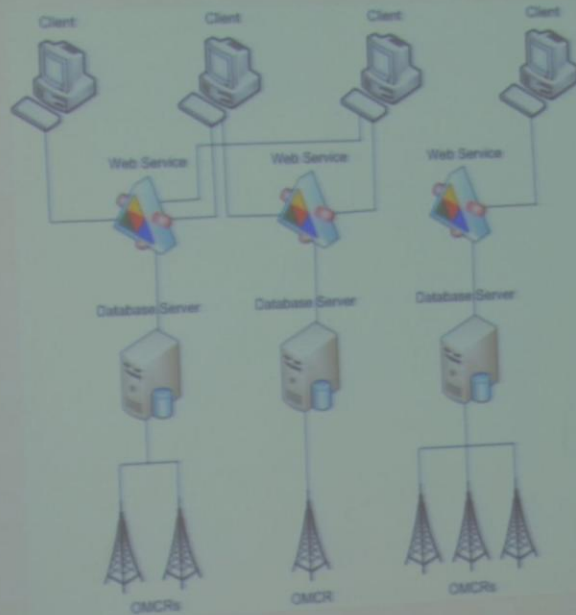 Client
Client
Client
Client
Web Service
Web Service
Web Service
Database Server
Database Server
Database Server
OMCRs
OMCR
OMCRs